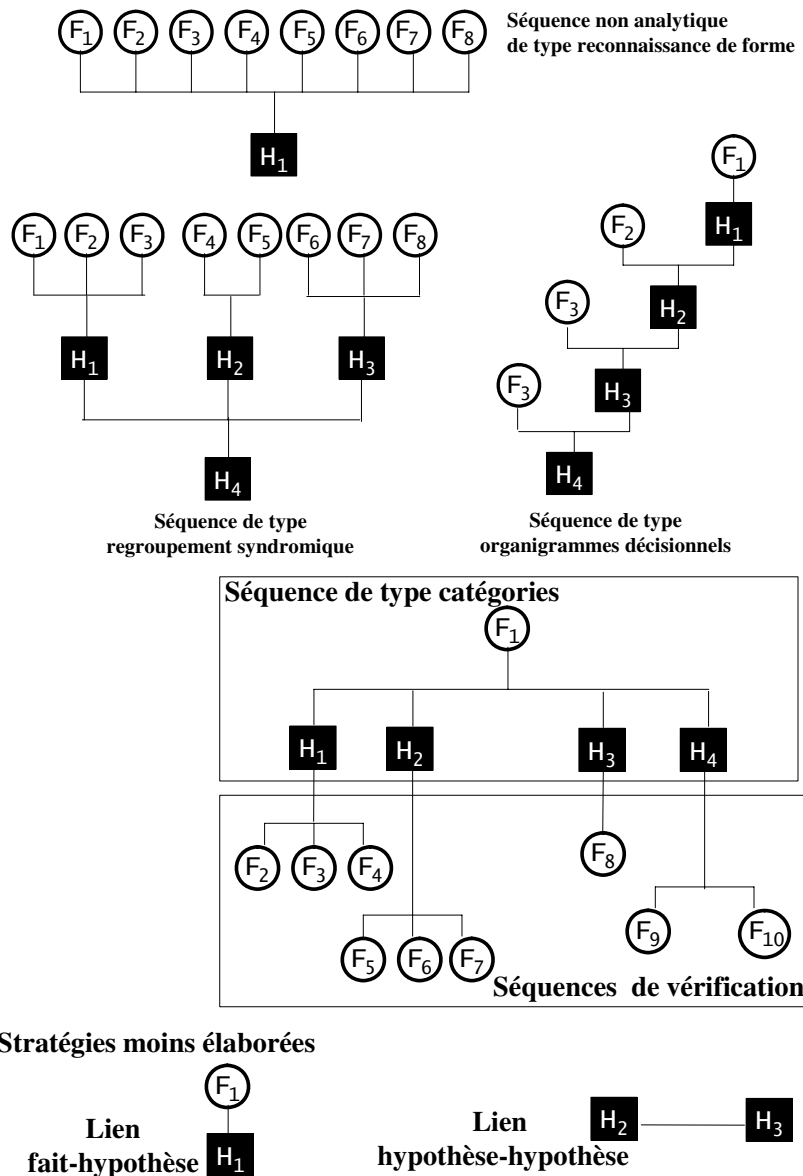 F1 F2 F3 F4 F5 F6 F7 F8
Séquence non analytique
de type reconnaissance de forme
H1
F1 F2 F3 F4 F5 F6 F7 F8
H1 H2 H3
H4
Séquence de type
regroupement syndromique
F1
F2 H1
F3 H2
F3 H3
H4
Séquence de type
organigrammes décisionnels
Séquence de type catégories
F1
H1 H2 H3 H4
F2 F3 F4 F8
F5 F6 F7 F9 F10
Séquences de vérification
Stratégies moins élaborées
F1
Lien
fait-hypothèse H1
Lien
hypothèse-hypothèse
H2 H3